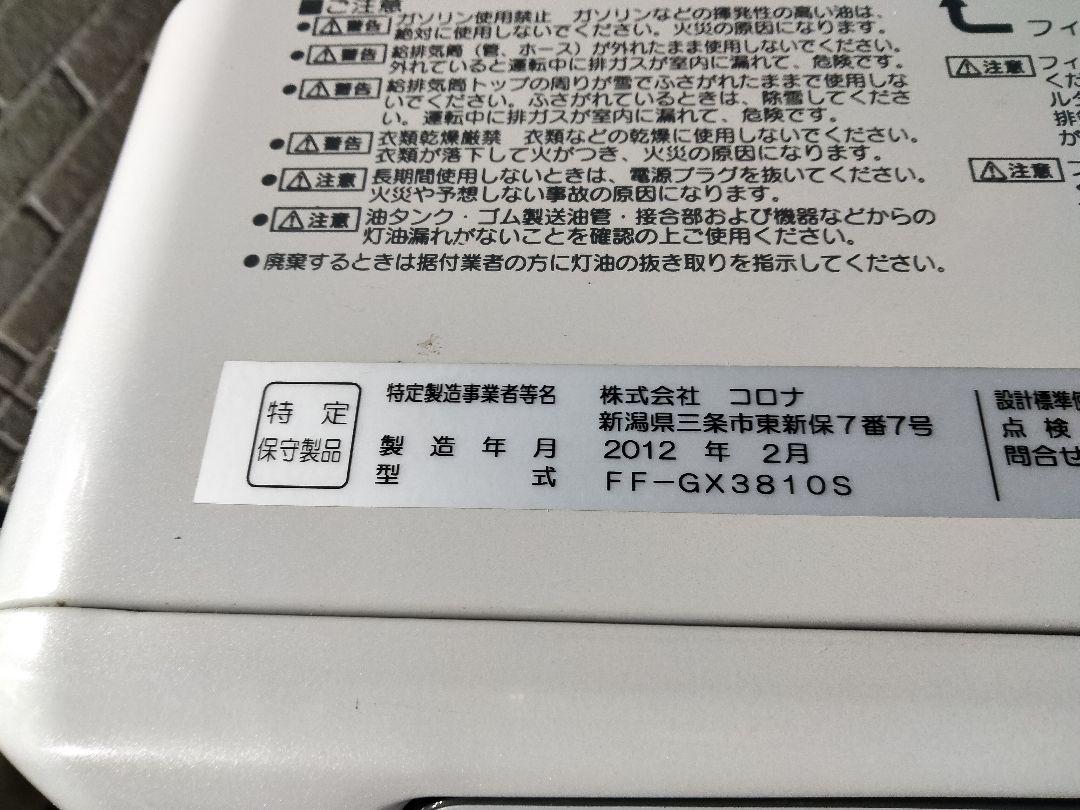 ■ご注意
●⚠警告 ガソリン使用禁止 ガソリンなどの揮発性の高い油は、
絶対に使用しないでください。火災の原因になります。
●⚠警告 給排気筒(管、ホース)が外れたまま使用しないでください。
外れていると運転中に排ガスが室内に漏れて、危険です。
●⚠警告 給排気筒トップの周りが雪でふさがれたままで使用しな
いでください。ふさがれているときは、除雪してくださ
い。運転中に排ガスが室内に漏れて、危険です。
●⚠警告 衣類乾燥厳禁 衣類などの乾燥に使用しないでください。
衣類が落下して火がつき、火災の原因になります。
●⚠注意 長期間使用しないときは、電源プラグを抜いてください。
火災や予想しない事故の原因になります。
●⚠注意 油タンク・ゴム製送油管・接合部および機器などからの
灯油漏れがないことを確認の上ご使用ください。
●廃棄するときは据付業者の方に灯油の抜き取りを指示してください。
フィ
⚠注意 フィ
くだ
ルタ
排
が
⚠注意
特定
保守製品
特定製造事業者等名 株式会社 コロナ
新潟県三条市東新保7番7号
製造年月 2012 年 2月
型式 FF-GX3810S
設計標準使
点検
問合せ